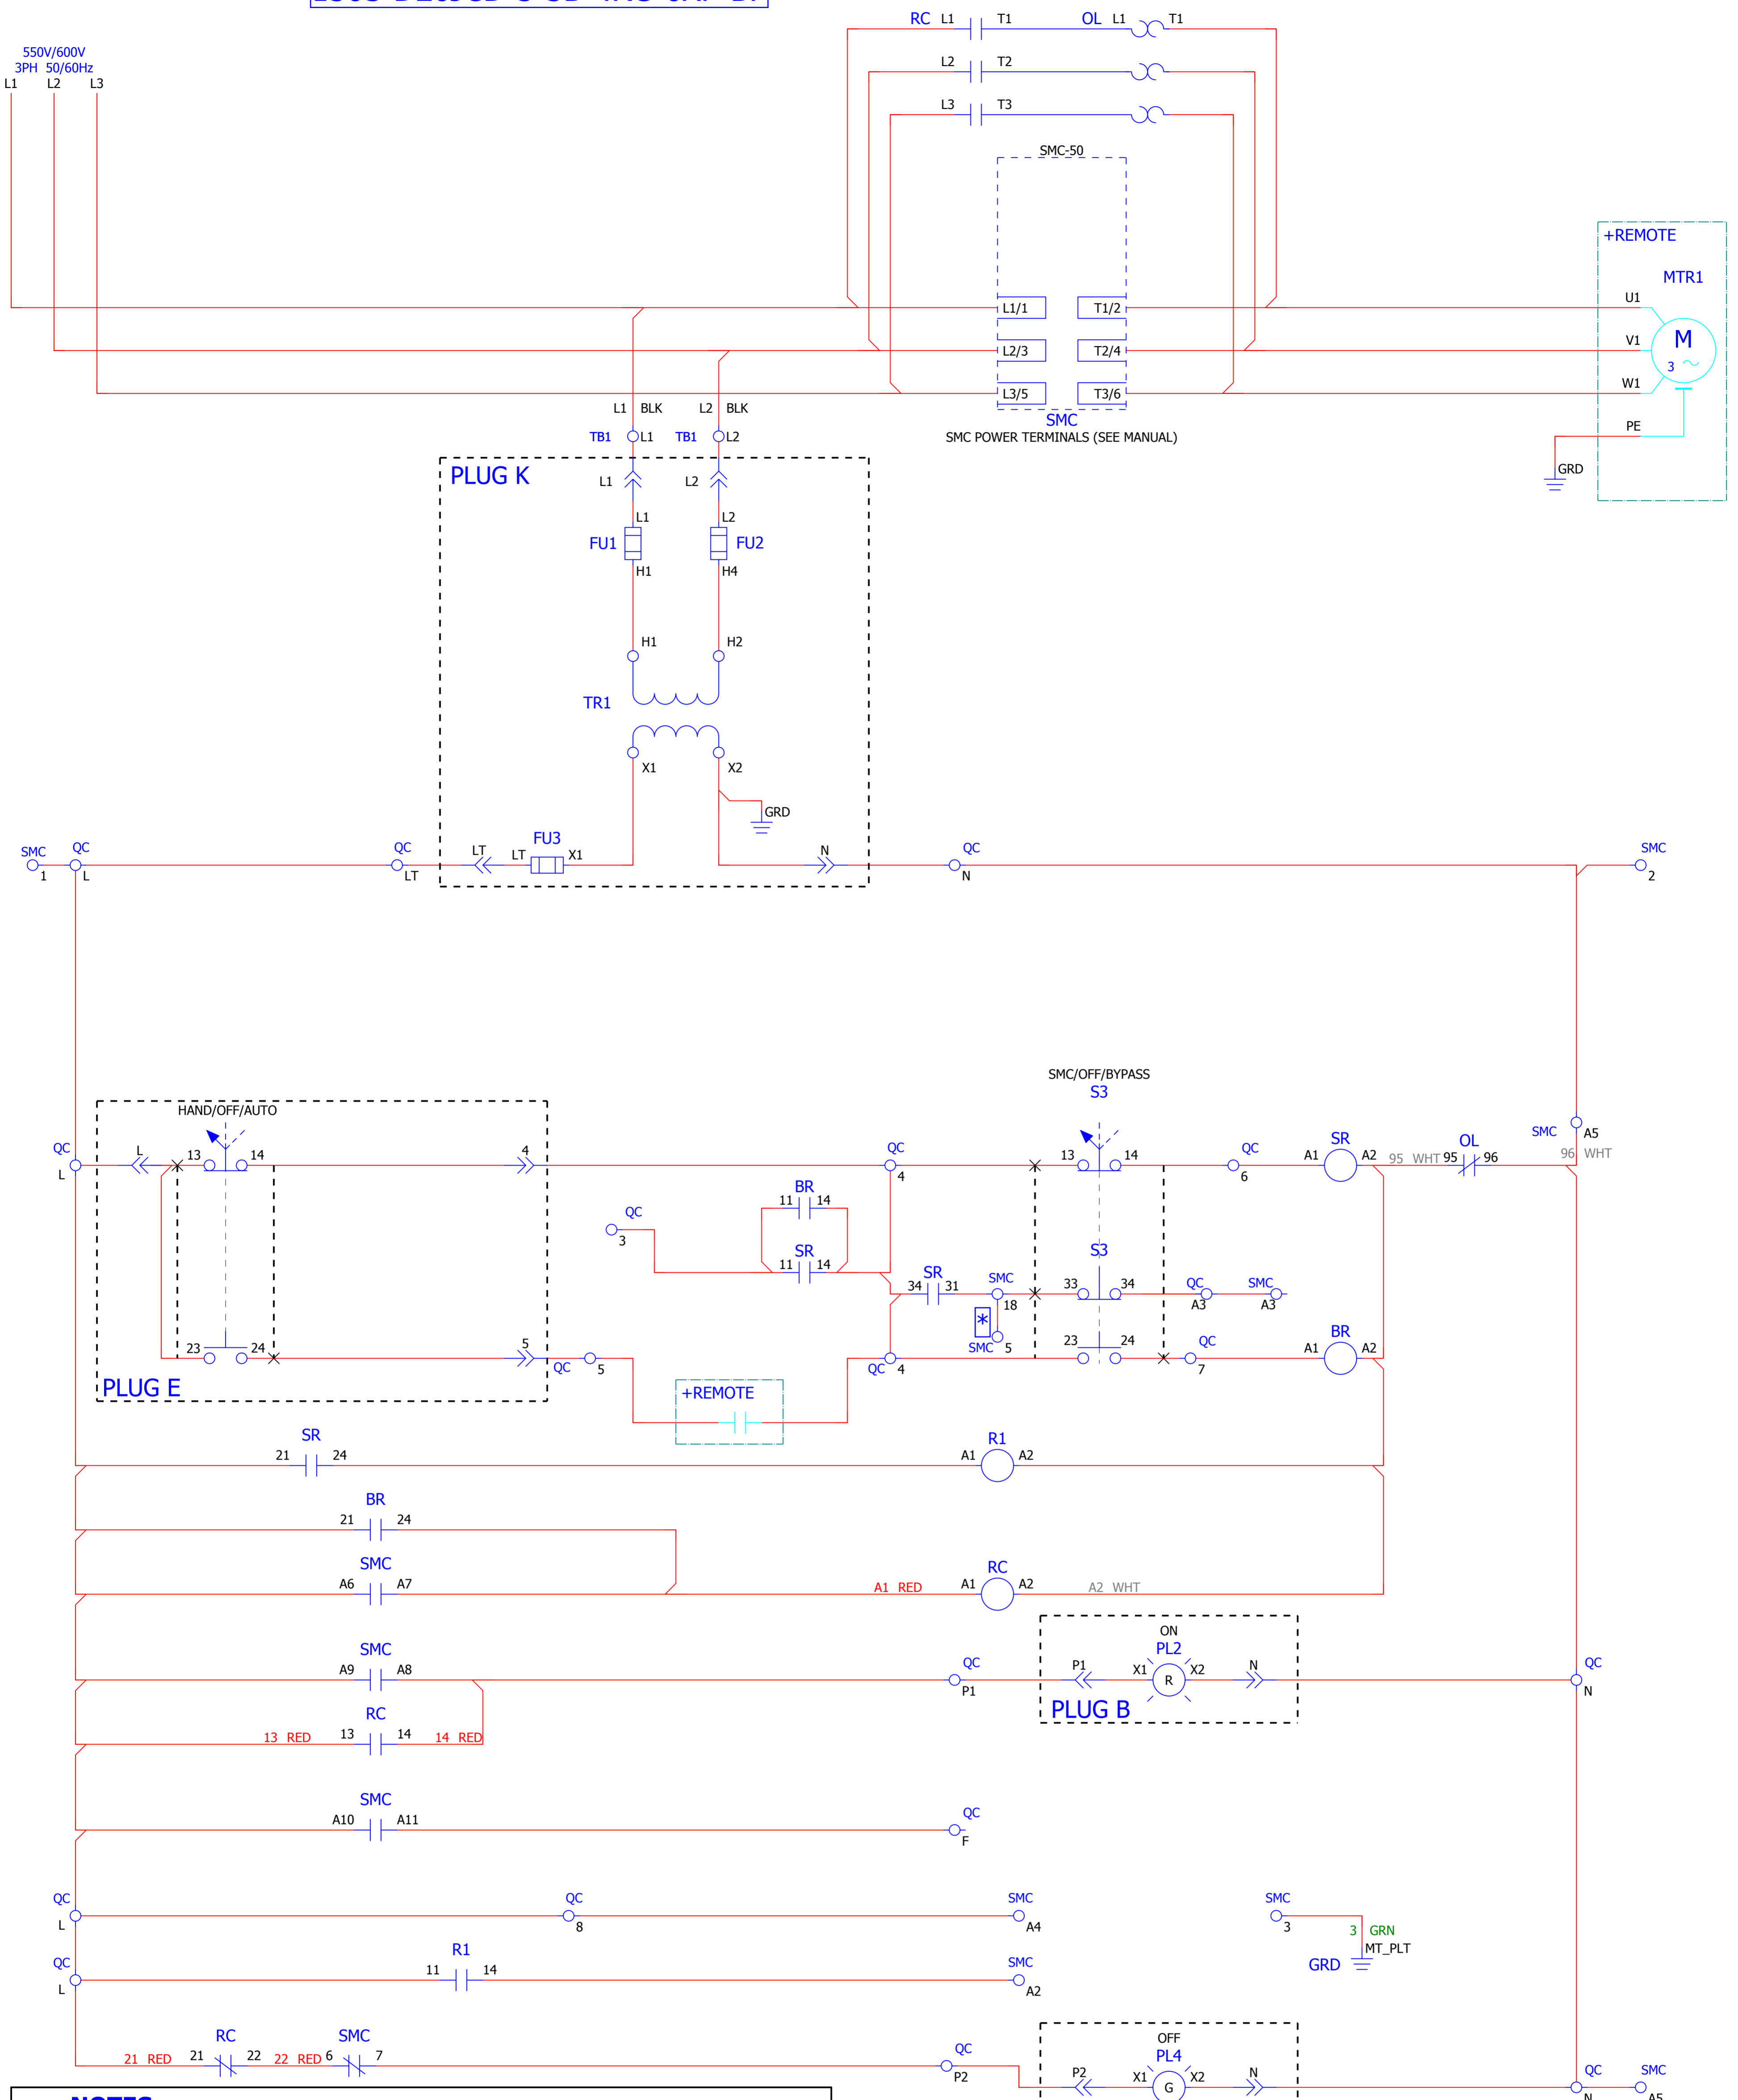 RC L1 T1 OL L1 T1
550V/600V
3PH 50/60Hz
L1 L2 L3
L2 T2
L3 T3
SMC-50
+REMOTE
MTR1
L1/1 T1/2 U1
L2/3 T2/4 V1 M
3
L3/5 T3/6 W1
SMC
SMC POWER TERMINALS (SEE MANUAL)
PE
GRD
L1 BLK L2 BLK
TB1 L1 TB1 L2
PLUG K
L1 L2
L1 L2
FU1 FU2
H1 H4
H1 H2
TR1
X1 X2
GRD
SMC QC QC LT LT FU3 X1 N QC SMC
1 L LT N 2
SMC/OFF/BYPASS
S3
HAND/OFF/AUTO
SMC A5
QC L 13 14 4 QC 13 14 QC SR A1 A2 95 WHT 95 OL 96 96 WHT
L 4 6
BR
11 14
QC
3
SR
11 14
S3
SR
34 31 SMC 33 34 QC SMC
18 A3 A3
*
SMC 5
23 24 5 QC 5 QC 4 23 24 QC 7 BR A1 A2
PLUG E
+REMOTE
SR
21 24
R1
A1 A2
BR
21 24
SMC
A6 A7
RC
A1 RED A1 A2 A2 WHT
ON
PL2
SMC
A9 A8
QC
P1
P1 X1 R X2 N
PLUG B
QC
N
RC
13 RED 13 14 14 RED
SMC
A10 A11
QC
F
QC
L
QC
8
SMC
A4
SMC
3
3 GRN
MT_PLT
GRD
QC
L
R1
11 14
SMC
A2
RC SMC
21 RED 21 22 22 RED 6 7
QC
P2
OFF
PL4
P2 X1 G X2 N
QC SMC
N A5
NOTES